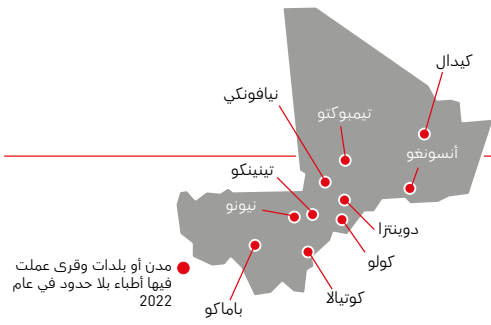 كيدال
نيافونكي
تيمبوكتو
أنسونغو
تينينكو
نيونو
دوينتزا
كولو
مدن أو بلدات وقرى عملت
فيها أطباء بلا حدود في عام
2022
كوتيالا
باماكو